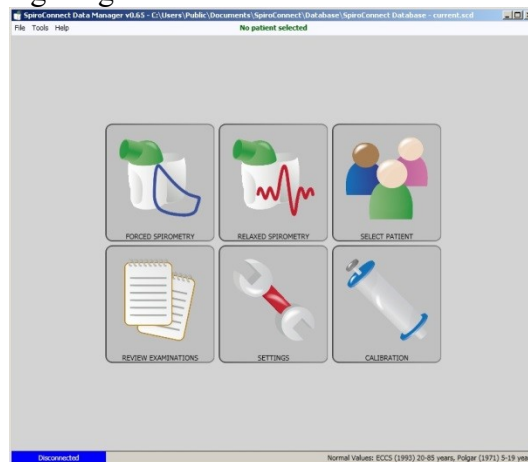 SpiroConnect Data Manager v0.65 - C:\Users\Public\Documents\SpiroConnect\Database\SpiroConnect Database - current.scd
File Tools Help No patient selected
FORCED SPIROMETRY RELAXED SPIROMETRY SELECT PATIENT
REVIEW EXAMINATIONS SETTINGS CALIBRATION
Disconnected Normal Values: ECCS (1993) 20-85 years, Polgar (1971) 5-19 yea